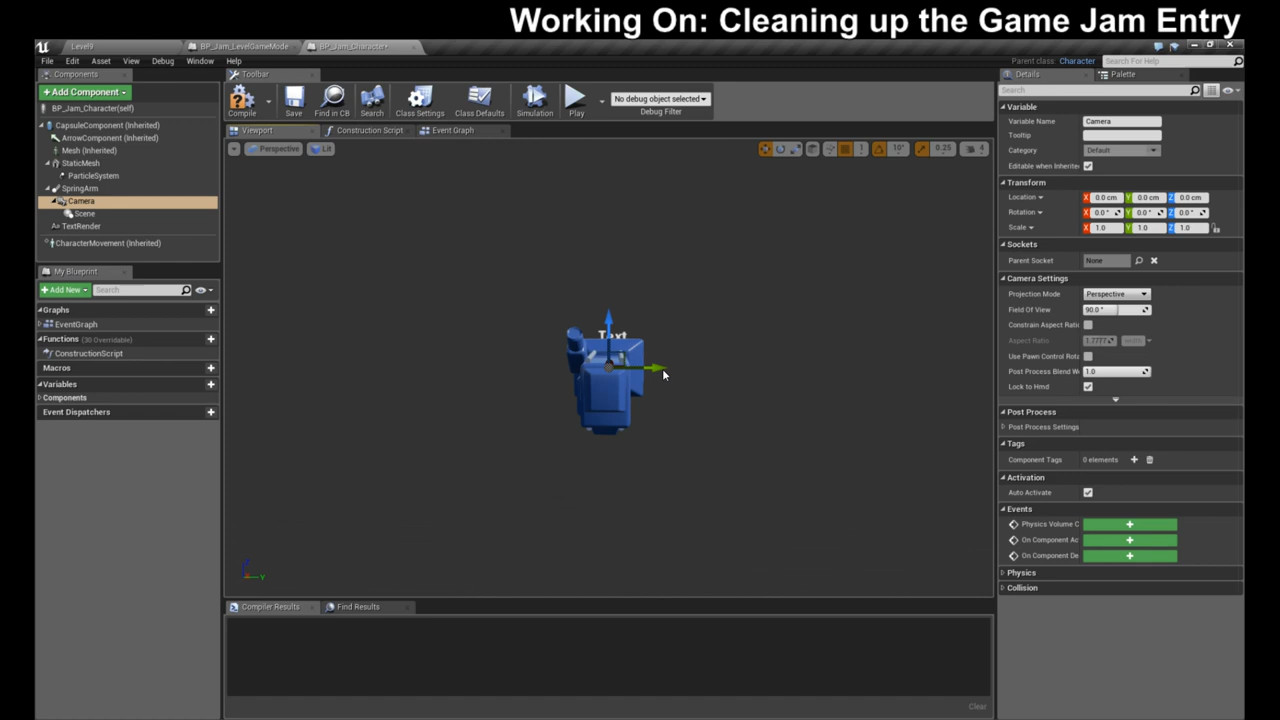 Working On: Cleaning up the Game Jam Entry
Level9
BP_Jam_LevelGameMode
BP_Jam_Character*
File Edit Asset View Debug Window Help
Parent class: Character
Search For Help
Components
Toolbar
Details
Palette
+Add Component
Search
BP_Jam_Character(self)
Compile
Save
Find in CB
Search
Class Settings
Class Defaults
Simulation
Play
No debug object selected
Debug Filter
Variable
CapsuleComponent (Inherited)
Viewport
Construction Script
Event Graph
Variable Name Camera
ArrowComponent (Inherited)
Tooltip
Mesh (Inherited)
Perspective
Lit
1
10°
0.25
4
Category Default
StaticMesh
Editable when Inherite
ParticleSystem
Transform
SpringArm
Location X 0.0 cm Y 0.0 cm Z 0.0 cm
Camera
Rotation X 0.0 ° Y 0.0 ° Z 0.0 °
Scene
Scale X 1.0 Y 1.0 Z 1.0
TextRender
Sockets
CharacterMovement (Inherited)
Parent Socket None
My Blueprint
Camera Settings
+Add New
Search
Projection Mode Perspective
Graphs
Field Of View 90.0 °
EventGraph
Constrain Aspect Ratio
Functions (30 Overridable)
Text
Aspect Ratio
ConstructionScript
Use Pawn Control Rota
Macros
Post Process Blend W 1.0
Variables
Lock to Hmd
Components
Event Dispatchers
Post Process
Post Process Settings
Tags
Component Tags 0 elements
Activation
Auto Activate
Events
Physics Volume C
On Component Ac
On Component De
Physics
Collision
Z
Y
Compiler Results
Find Results
Clear